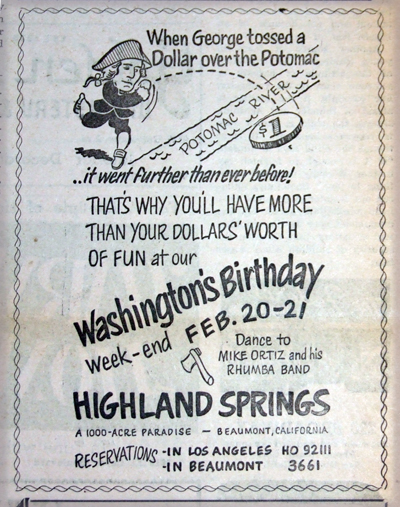 When George tossed a
Dollar over the Potomac
POTOMAC RIVER
$1
..it went further than ever before!
THAT'S WHY YOU'LL HAVE MORE
THAN YOUR DOLLARS' WORTH
OF FUN at our
Washington's Birthday
week-end FEB. 20-21
Dance to
MIKE ORTIZ and his
RHUMBA BAND
HIGHLAND SPRINGS
A 1000-ACRE PARADISE - BEAUMONT, CALIFORNIA
RESERVATIONS -IN LOS ANGELES HO 92111
-IN BEAUMONT 3661